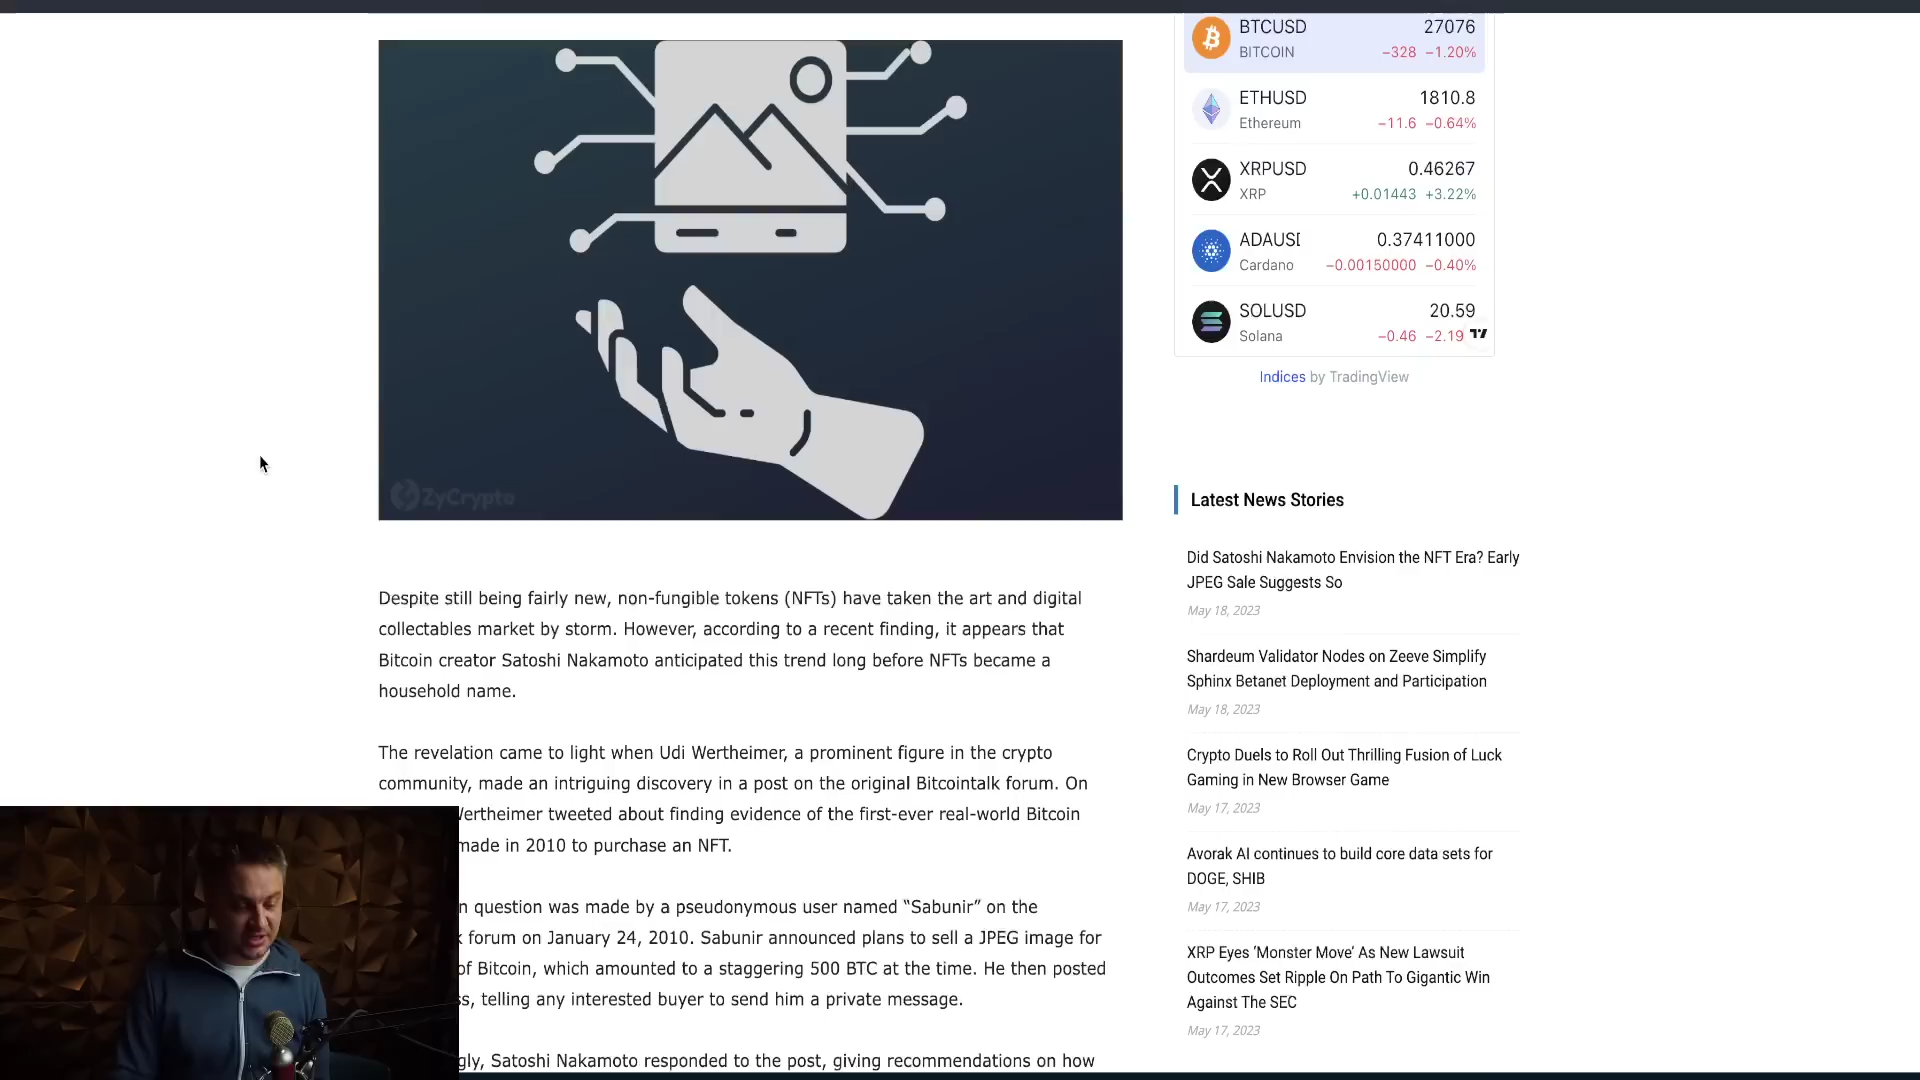 ZyCrypto
Despite still being fairly new, non-fungible tokens (NFTs) have taken the art and digital
collectables market by storm. However, according to a recent finding, it appears that
Bitcoin creator Satoshi Nakamoto anticipated this trend long before NFTs became a
household name.
The revelation came to light when Udi Wertheimer, a prominent figure in the crypto
community, made an intriguing discovery in a post on the original Bitcointalk forum. On
Wertheimer tweeted about finding evidence of the first-ever real-world Bitcoin
made in 2010 to purchase an NFT.
n question was made by a pseudonymous user named “Sabunir” on the
k forum on January 24, 2010. Sabunir announced plans to sell a JPEG image for
of Bitcoin, which amounted to a staggering 500 BTC at the time. He then posted
ss, telling any interested buyer to send him a private message.
gly, Satoshi Nakamoto responded to the post, giving recommendations on how
BTCUSD 27076
BITCOIN −328 −1.20%
ETHUSD 1810.8
Ethereum −11.6 −0.64%
XRPUSD 0.46267
XRP +0.01443 +3.22%
ADAUSD 0.37411000
Cardano −0.00150000 −0.40%
SOLUSD 20.59
Solana −0.46 −2.19
Indices by TradingView
Latest News Stories
Did Satoshi Nakamoto Envision the NFT Era? Early
JPEG Sale Suggests So
May 18, 2023
Shardeum Validator Nodes on Zeeve Simplify
Sphinx Betanet Deployment and Participation
May 18, 2023
Crypto Duels to Roll Out Thrilling Fusion of Luck
Gaming in New Browser Game
May 17, 2023
Avorak AI continues to build core data sets for
DOGE, SHIB
May 17, 2023
XRP Eyes ‘Monster Move’ As New Lawsuit
Outcomes Set Ripple On Path To Gigantic Win
Against The SEC
May 17, 2023